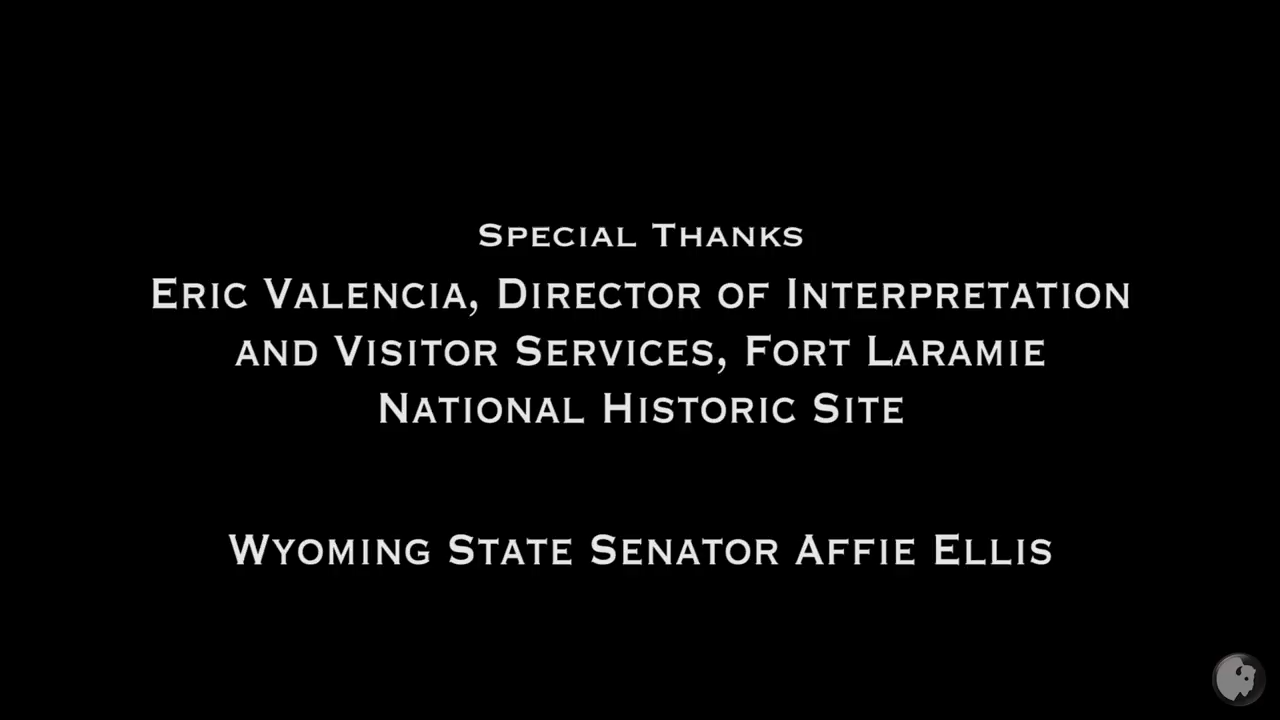 Special Thanks
Eric Valencia, Director of Interpretation
and Visitor Services, Fort Laramie
National Historic Site
Wyoming State Senator Affie Ellis